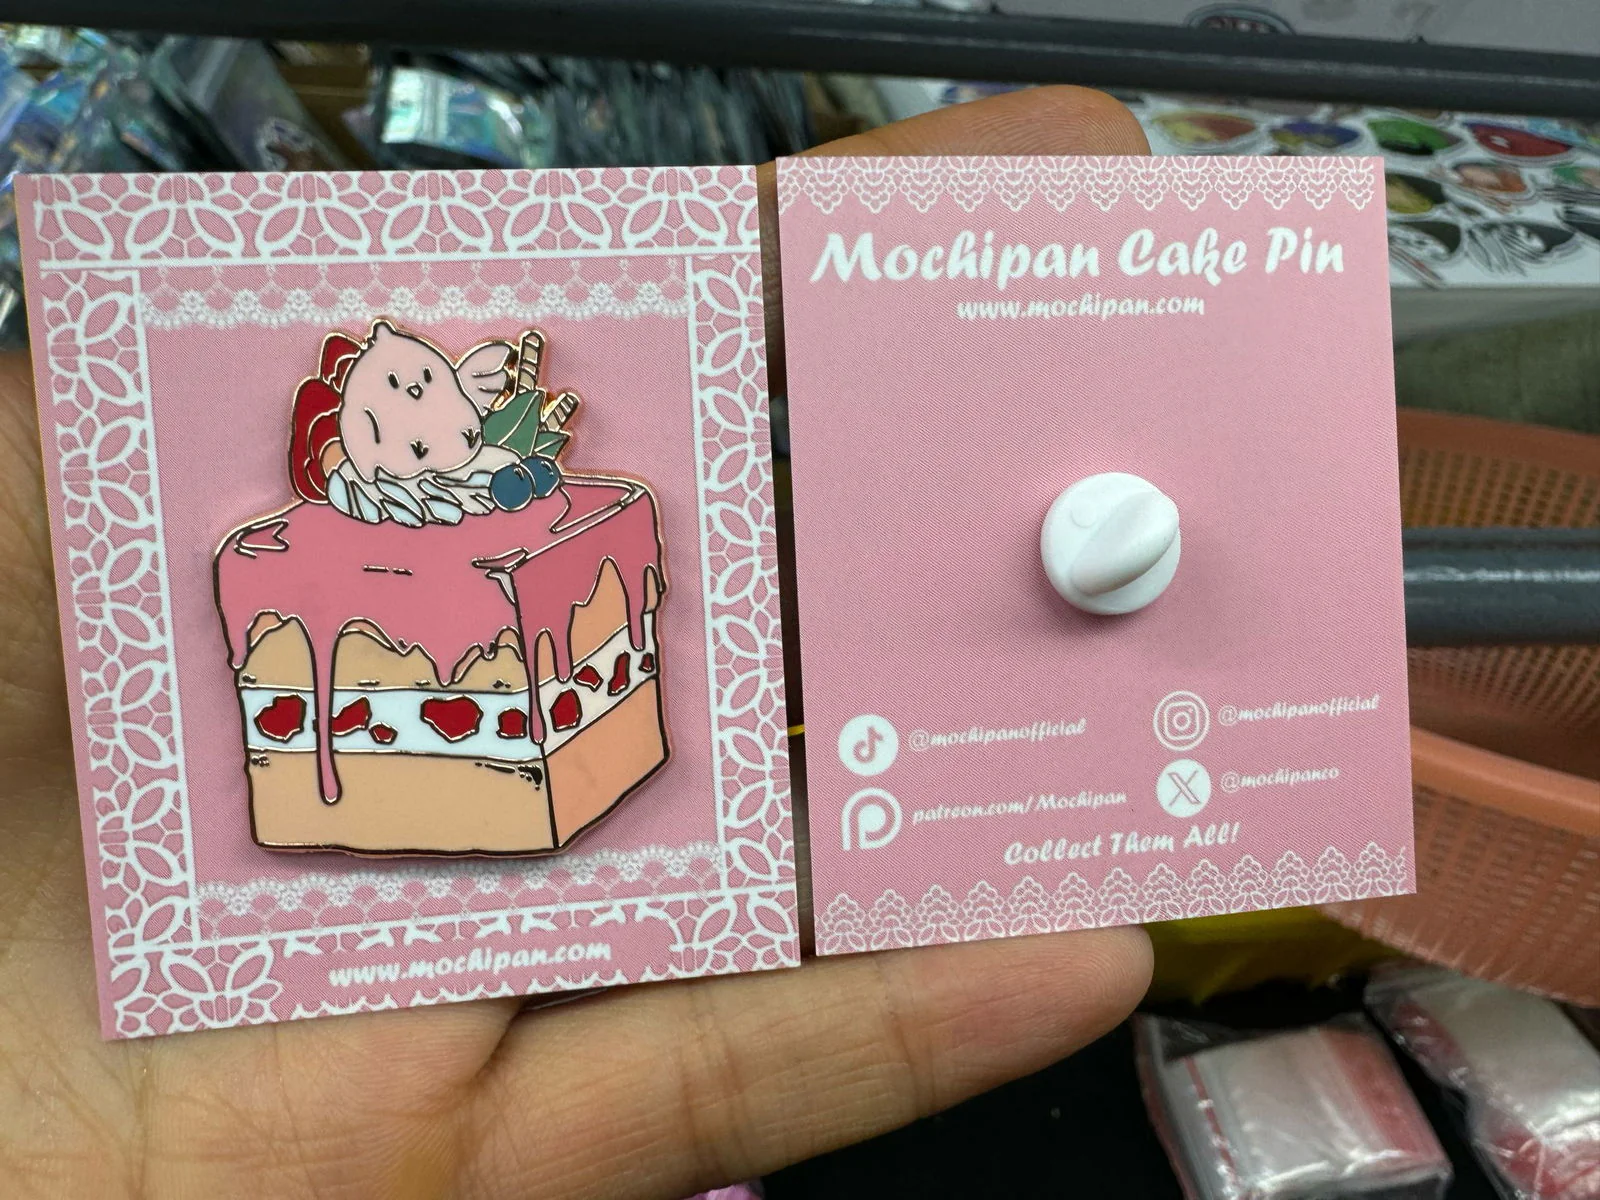 www.mochipan.com
Mochipan Cake Pin
www.mochipan.com
@mochipanofficial
@mochipanofficial
patreon.com/Mochipan
@mochipanco
Collect Them All!